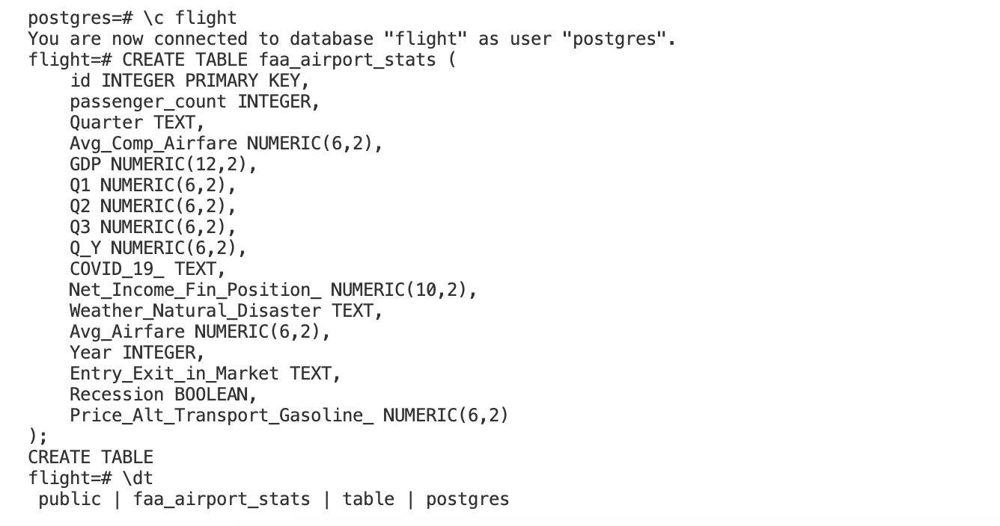 postgres=# \c flight
You are now connected to database "flight" as user "postgres".
flight=# CREATE TABLE faa_airport_stats (
    id INTEGER PRIMARY KEY,
    passenger_count INTEGER,
    Quarter TEXT,
    Avg_Comp_Airfare NUMERIC(6,2),
    GDP NUMERIC(12,2),
    Q1 NUMERIC(6,2),
    Q2 NUMERIC(6,2),
    Q3 NUMERIC(6,2),
    Q_Y NUMERIC(6,2),
    COVID_19_ TEXT,
    Net_Income_Fin_Position_ NUMERIC(10,2),
    Weather_Natural_Disaster TEXT,
    Avg_Airfare NUMERIC(6,2),
    Year INTEGER,
    Entry_Exit_in_Market TEXT,
    Recession BOOLEAN,
    Price_Alt_Transport_Gasoline_ NUMERIC(6,2)
);
CREATE TABLE
flight=# \dt
 public | faa_airport_stats | table | postgres